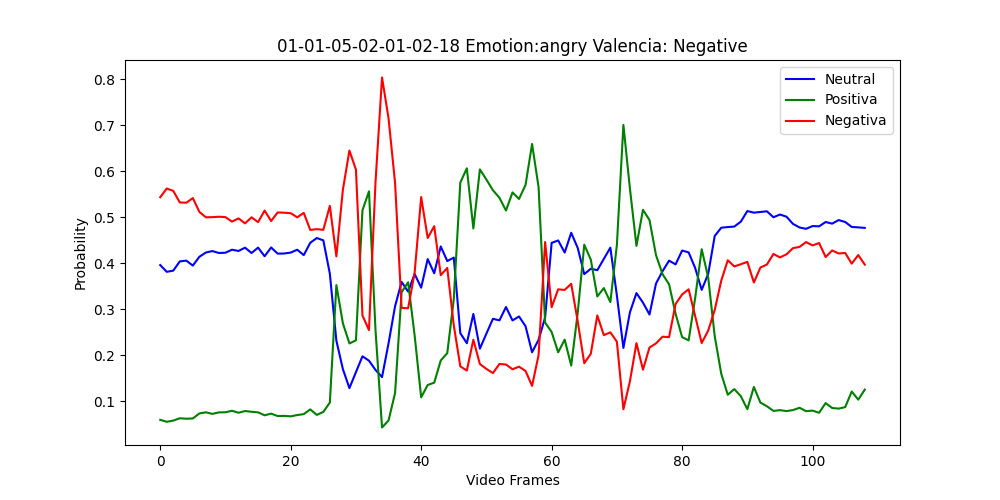 01-01-05-02-01-02-18 Emotion:angry Valencia: Negative
Neutral
Positiva
Negativa
Probability
0.8
0.7
0.6
0.5
0.4
0.3
0.2
0.1
0 20 40 60 80 100
Video Frames